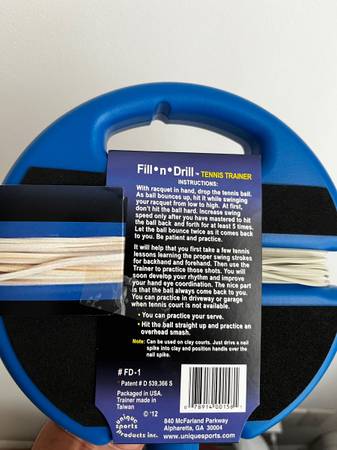 Fill•n•Drill™ TENNIS TRAINER
INSTRUCTIONS:
With racquet in hand, drop the tennis ball.
As ball bounces up, hit it while swinging
your racquet from low to high. At first,
don't hit the ball hard. Increase swing
speed only after you have mastered to hit
the ball back and forth for at least 5 times.
Let the ball bounce twice as it comes back
to you. Be patient and practice.
It will help that you first take a few tennis
lessons learning the proper swing strokes
for backhand and forehand. Then use the
Trainer to practice those shots. You will
soon develop your rhythm and improve
your hand eye coordination. The nice part
is that the ball always come back to you.
You can practice in driveway or garage
when tennis court is not available.
• You can practice your serve.
• Hit the ball straight up and practice an
overhead smash.
Note: Can be used on clay courts. Just drive a nail
spike into clay and position handle over the
nail spike.
# FD-1
Patent # D 539,366 S
Packaged in USA.
Trainer made in
Taiwan
© '12
unique
sports
products inc.
840 McFarland Parkway
Alpharetta, GA 30004
www.uniquesports.com